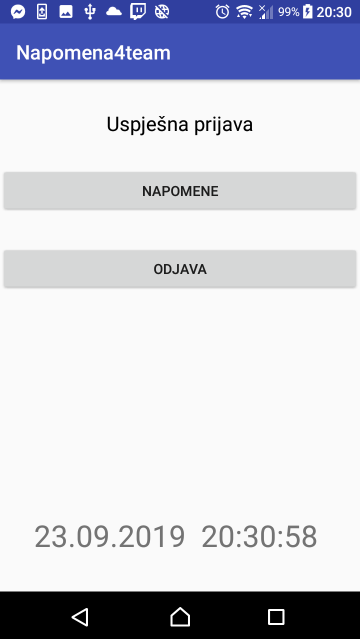 99% 20:30
Napomena4team
Uspješna prijava
NAPOMENE
ODJAVA
23.09.2019 20:30:58